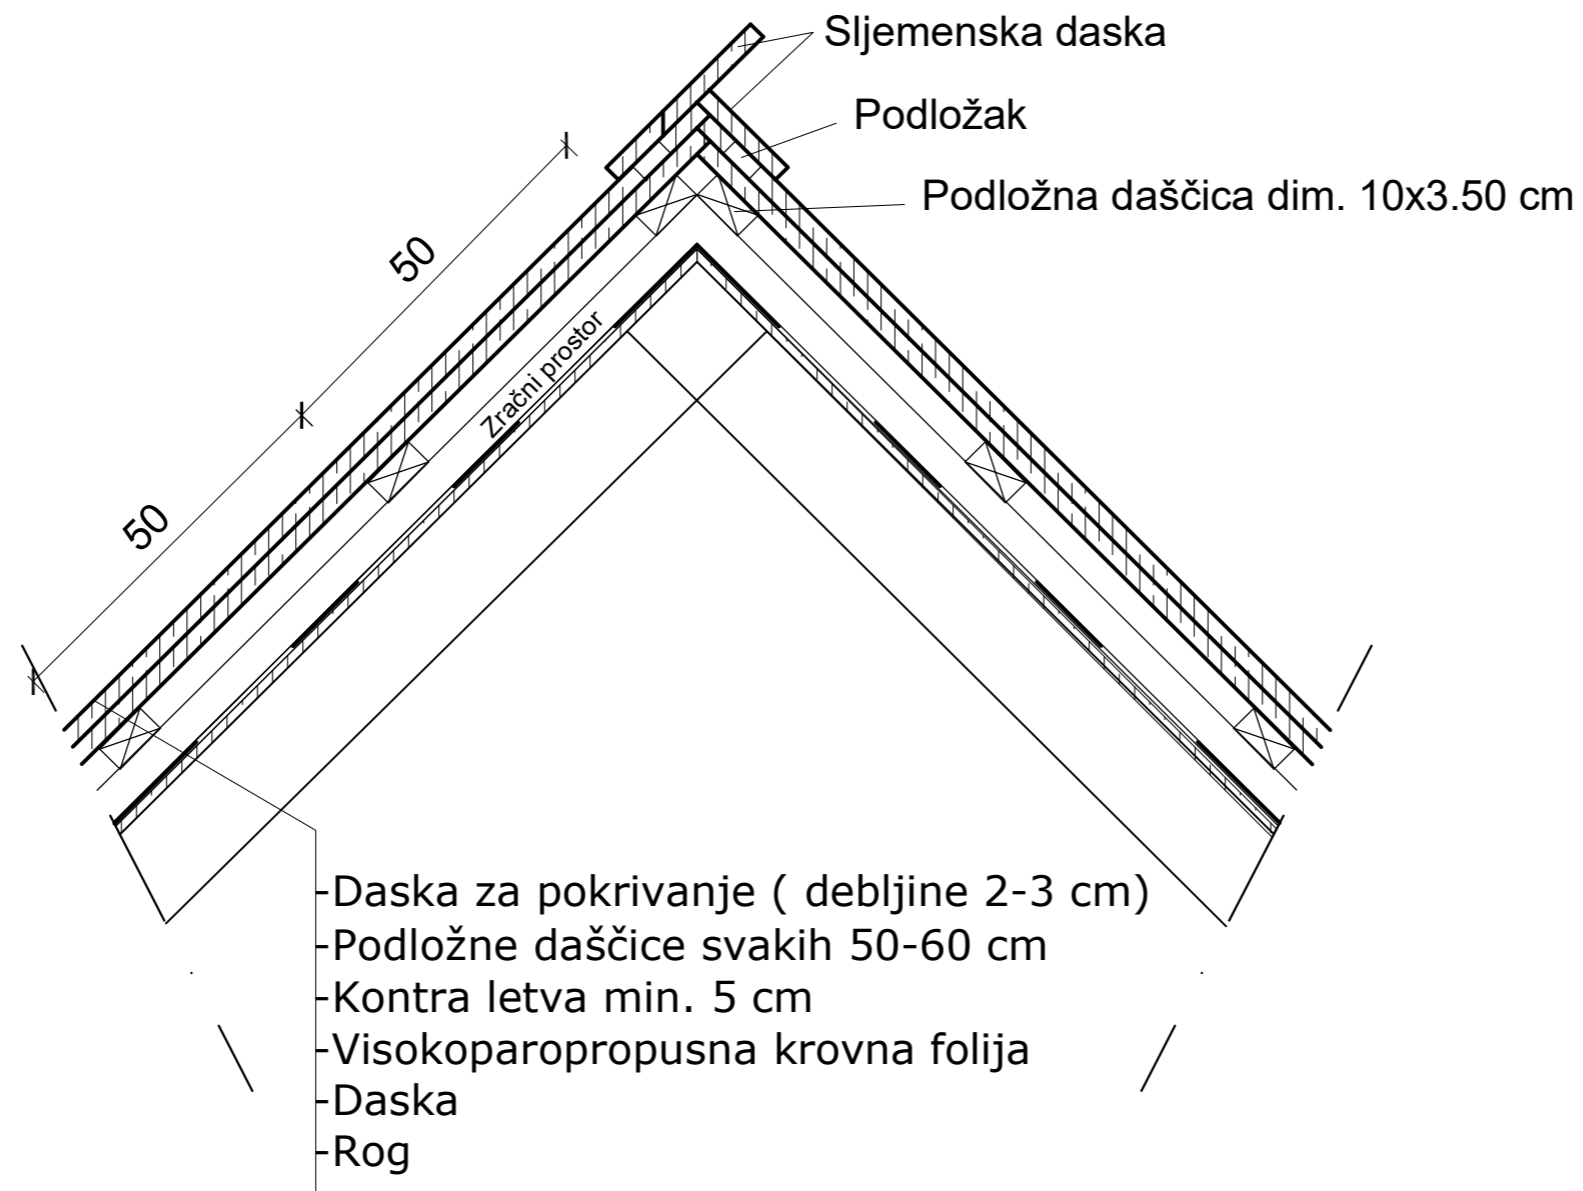 Sljemenska daska
Podložak
Podložna daščica dim. 10x3.50 cm
50
Zračni prostor
50
-Daska za pokrivanje ( debljine 2-3 cm)
-Podložne daščice svakih 50-60 cm
-Kontra letva min. 5 cm
-Visokoparopropusna krovna folija
-Daska
-Rog